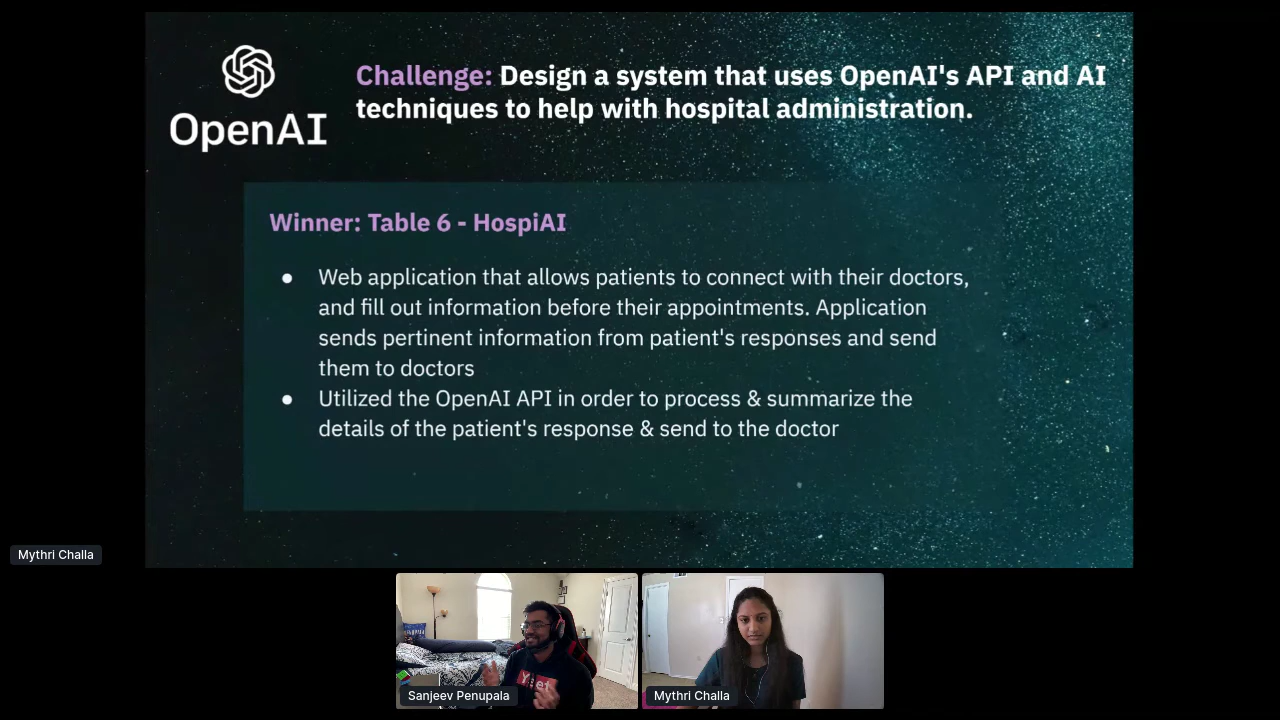 OpenAI
Challenge: Design a system that uses OpenAI's API and AI
techniques to help with hospital administration.
Winner: Table 6 - HospiAI
● Web application that allows patients to connect with their doctors,
and fill out information before their appointments. Application
sends pertinent information from patient's responses and send
them to doctors
● Utilized the OpenAI API in order to process & summarize the
details of the patient's response & send to the doctor
Mythri Challa
Sanjeev Penupala
Mythri Challa